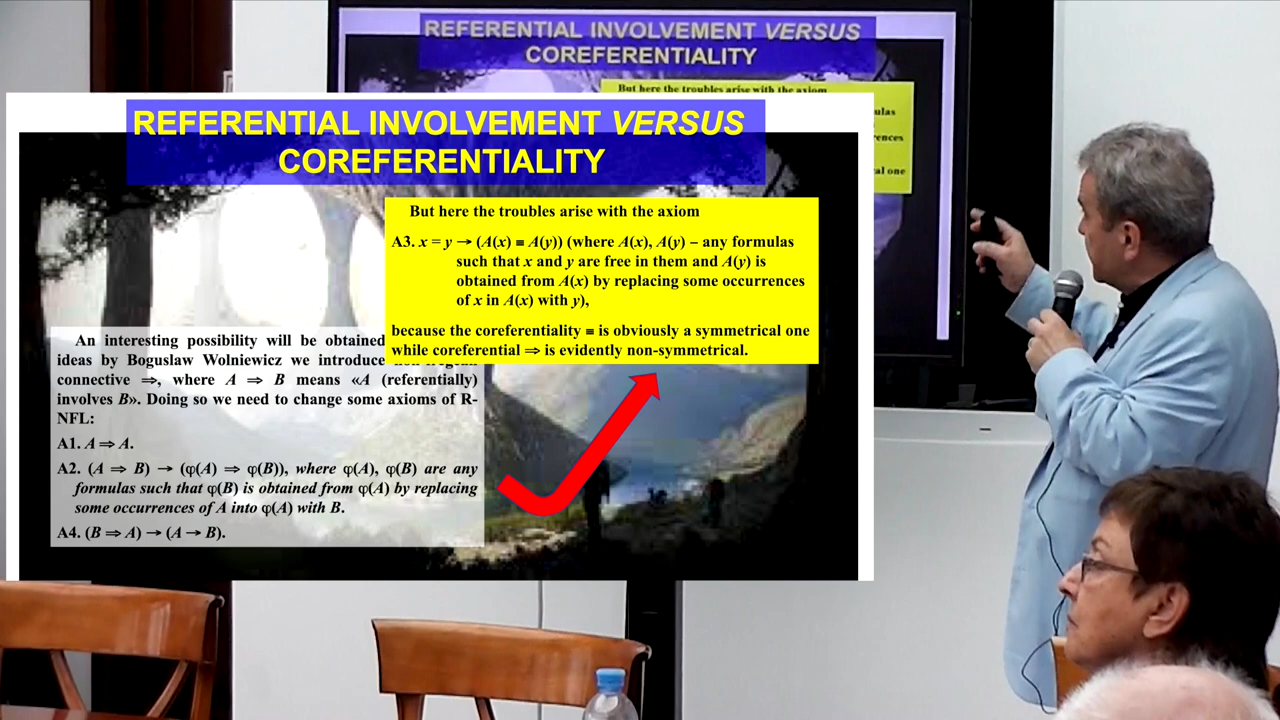 REFERENTIAL INVOLVEMENT VERSUS
COREFERENTIALITY
But here the troubles arise with the axiom
ulas
rences
al one
REFERENTIAL INVOLVEMENT VERSUS
COREFERENTIALITY
An interesting possibility will be obtained
ideas by Boguslaw Wolniewicz we introduce
connective ⇒, where A ⇒ B means «A (referentially)
involves B». Doing so we need to change some axioms of R-
NFL:
A1. A ⇒ A.
A2. (A ⇒ B) → (φ(A) ⇒ φ(B)), where φ(A), φ(B) are any
formulas such that φ(B) is obtained from φ(A) by replacing
some occurrences of A into φ(A) with B.
A4. (B ⇒ A) → (A → B).
But here the troubles arise with the axiom
A3. x = y → (A(x) ≡ A(y)) (where A(x), A(y) – any formulas
such that x and y are free in them and A(y) is
obtained from A(x) by replacing some occurrences
of x in A(x) with y),
because the coreferentiality ≡ is obviously a symmetrical one
while coreferential ⇒ is evidently non-symmetrical.